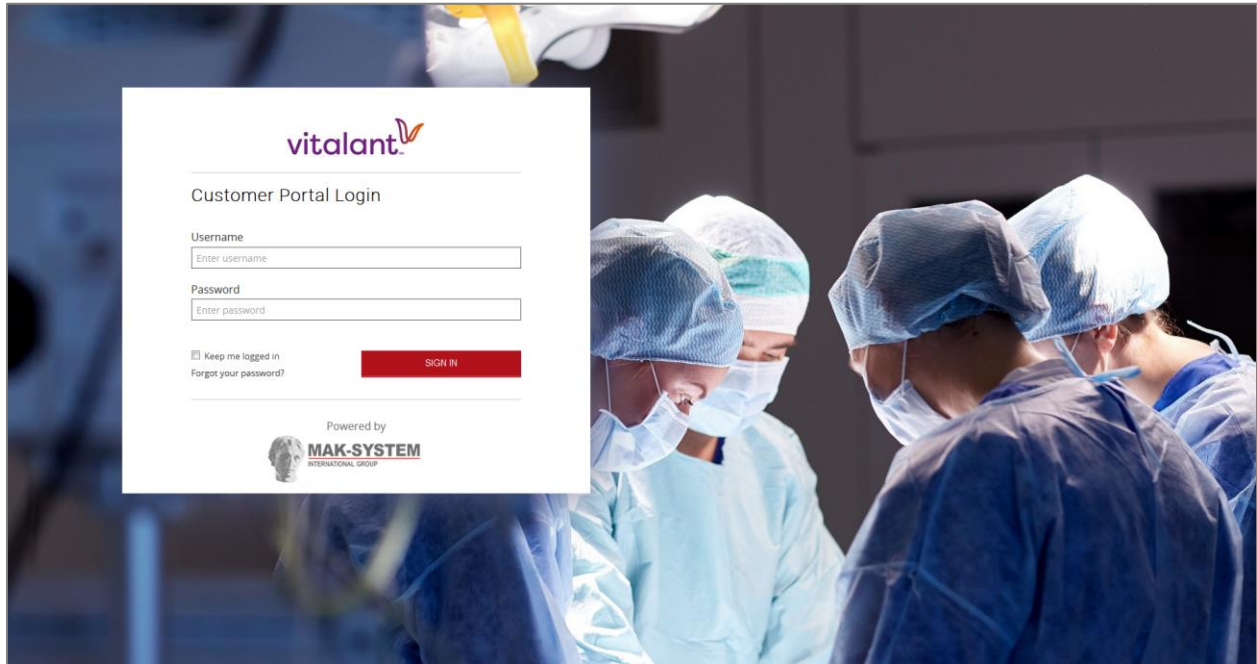 vitalant
Customer Portal Login
Username
Enter username
Password
Enter password
Keep me logged in
Forgot your password?
SIGN IN
Powered by
MAK-SYSTEM
INTERNATIONAL GROUP